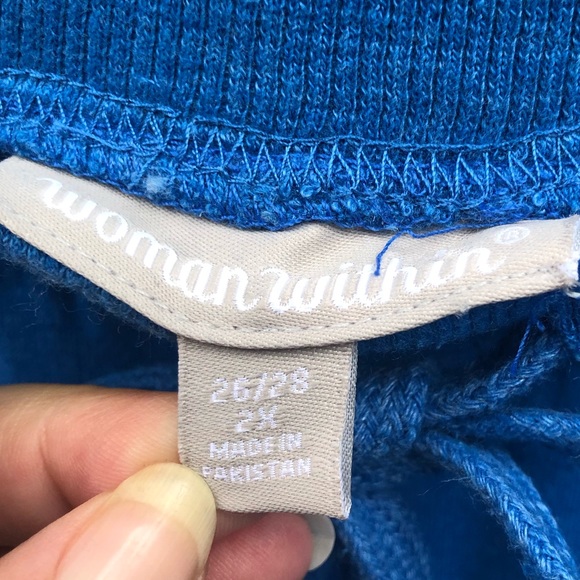 woman within®
26/28
2X
MADE IN
PAKISTAN